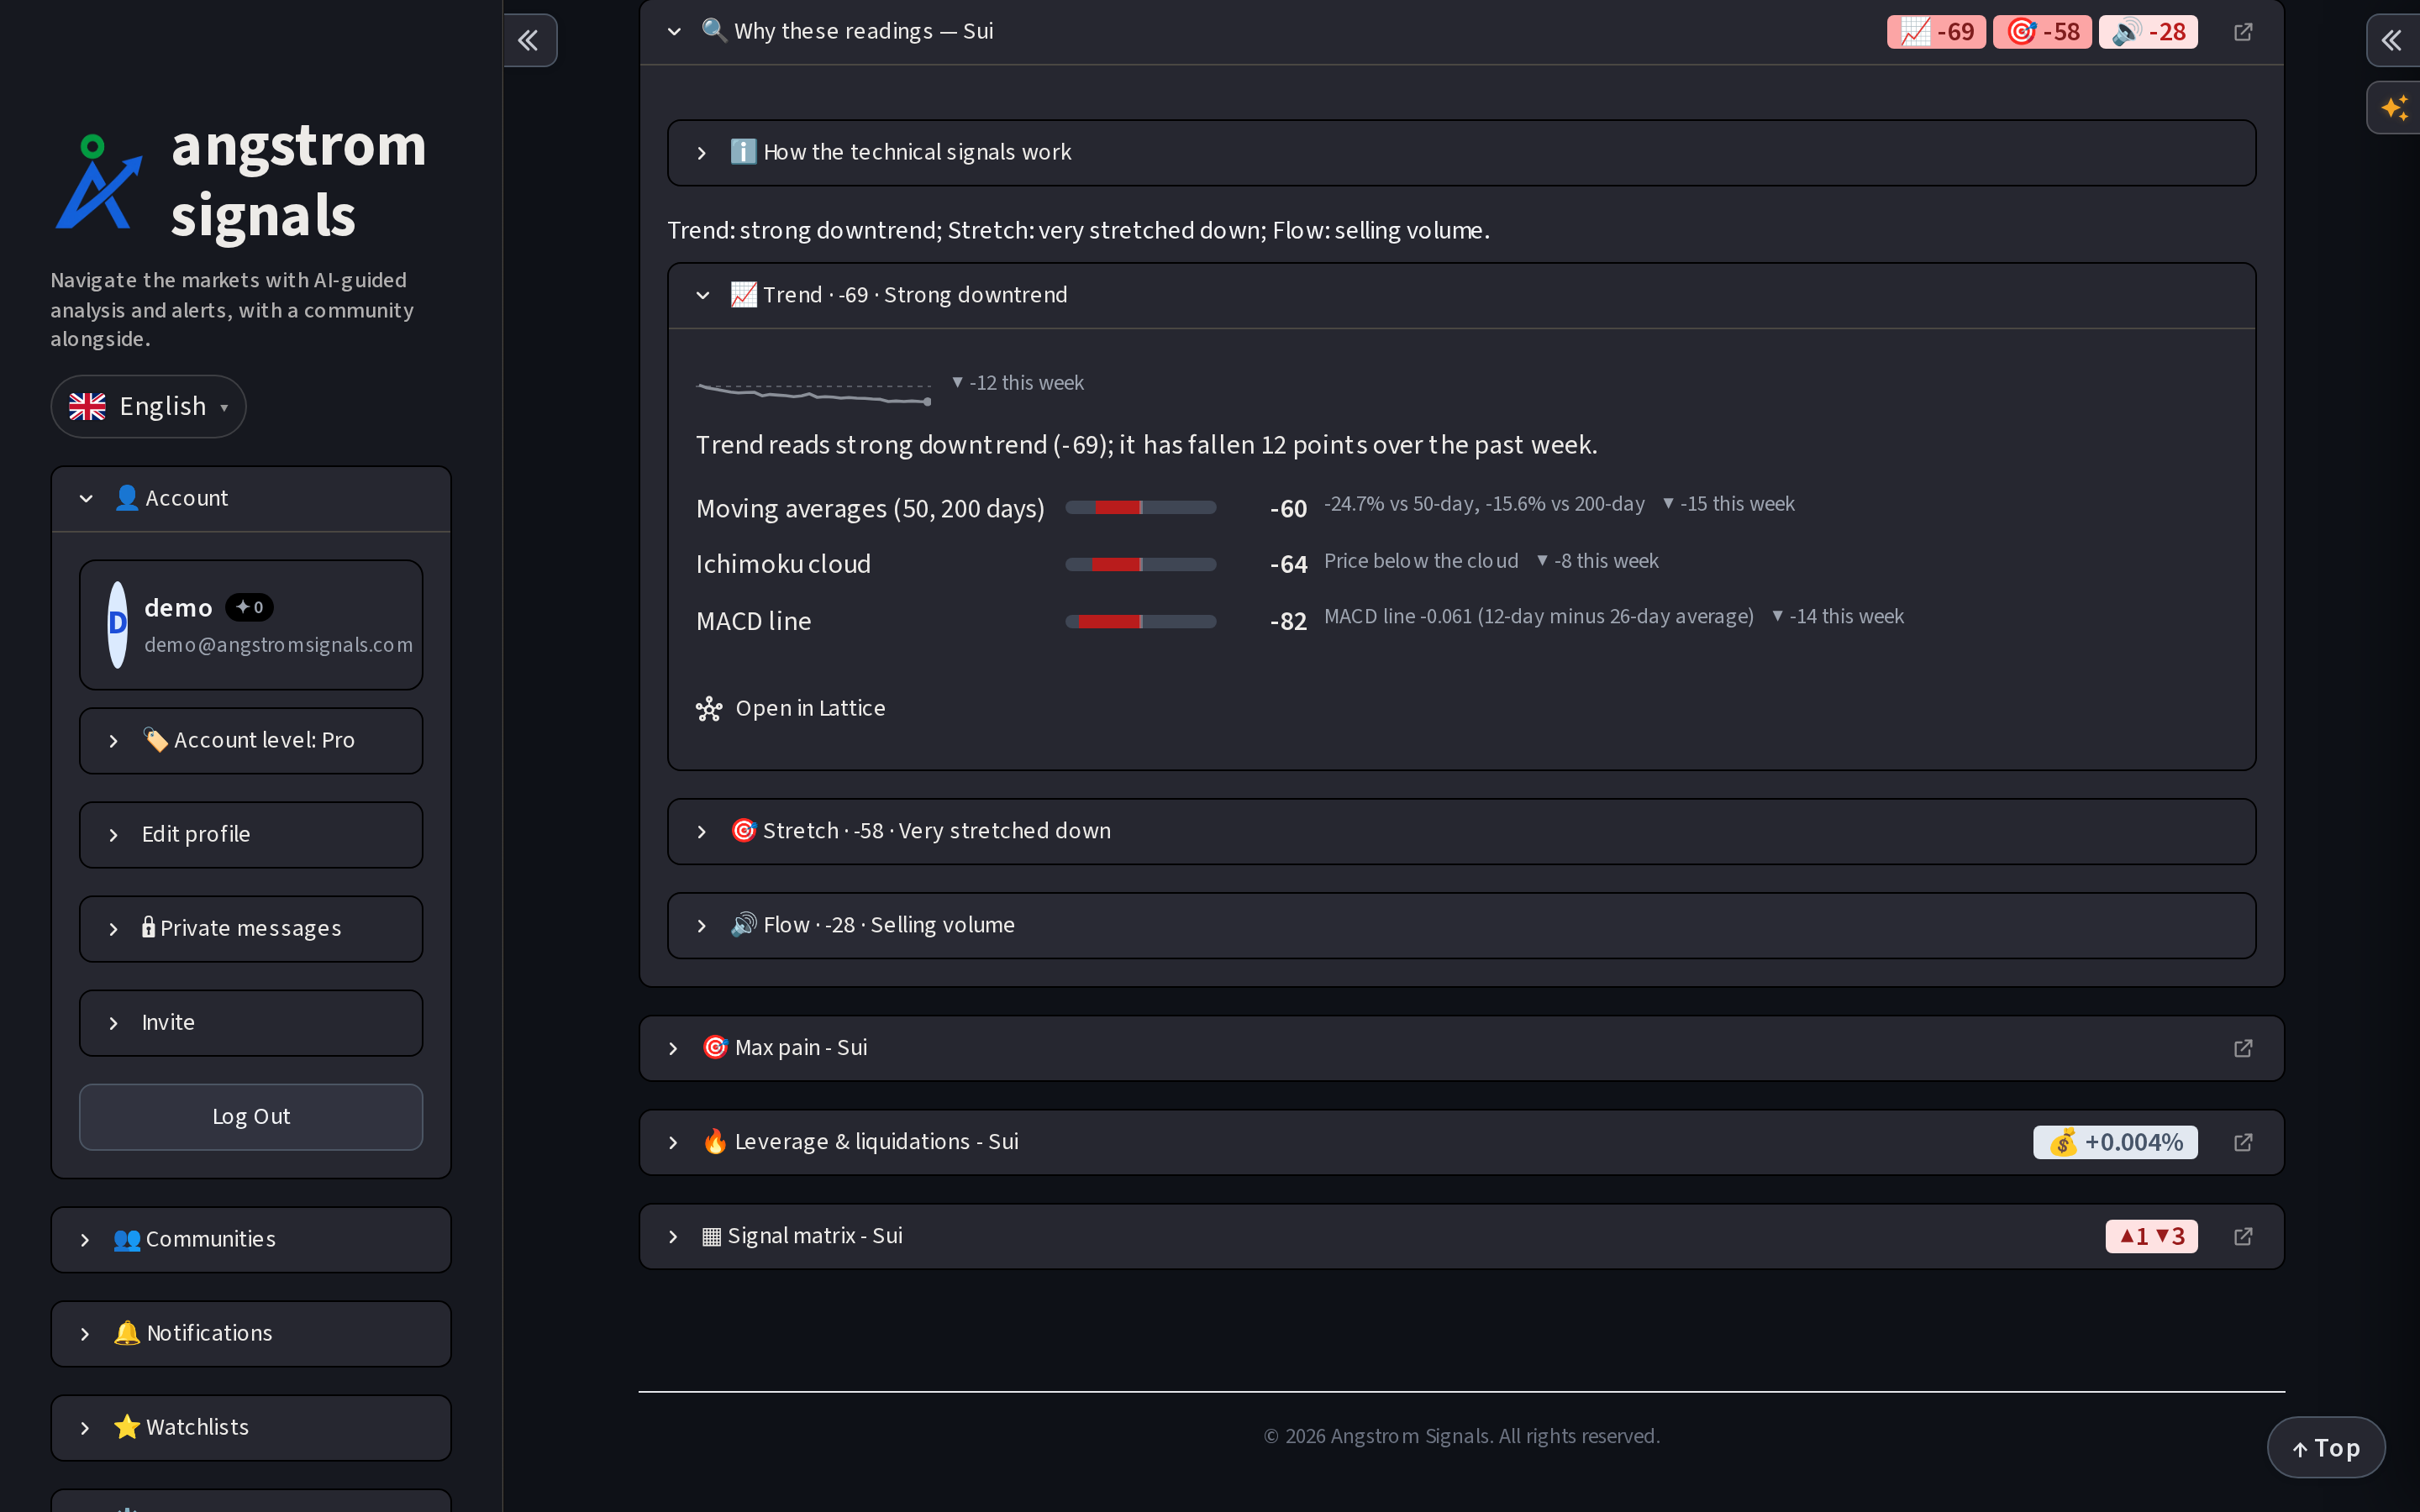 angstrom
signals
Navigate the markets with AI-guided
analysis and alerts, with a community
alongside.
English ▾
👤 Account
D
demo ✦ 0
demo@angstromsignals.com
🏷️ Account level: Pro
Edit profile
🔒 Private messages
Invite
Log Out
👥 Communities
🔔 Notifications
⭐ Watchlists
🔍 Why these readings — Sui 📈 -69 🎯 -58 🔊 -28
ℹ️ How the technical signals work
Trend: strong downtrend; Stretch: very stretched down; Flow: selling volume.
📈 Trend · -69 · Strong downtrend
▼ -12 this week
Trend reads strong downtrend (-69); it has fallen 12 points over the past week.
Moving averages (50, 200 days) -60 -24.7% vs 50-day, -15.6% vs 200-day ▼ -15 this week
Ichimoku cloud -64 Price below the cloud ▼ -8 this week
MACD line -82 MACD line -0.061 (12-day minus 26-day average) ▼ -14 this week
Open in Lattice
🎯 Stretch · -58 · Very stretched down
🔊 Flow · -28 · Selling volume
🎯 Max pain - Sui
🔥 Leverage & liquidations - Sui 💰 +0.004%
▦ Signal matrix - Sui ▲1 ▼3
© 2026 Angstrom Signals. All rights reserved.
↑ Top